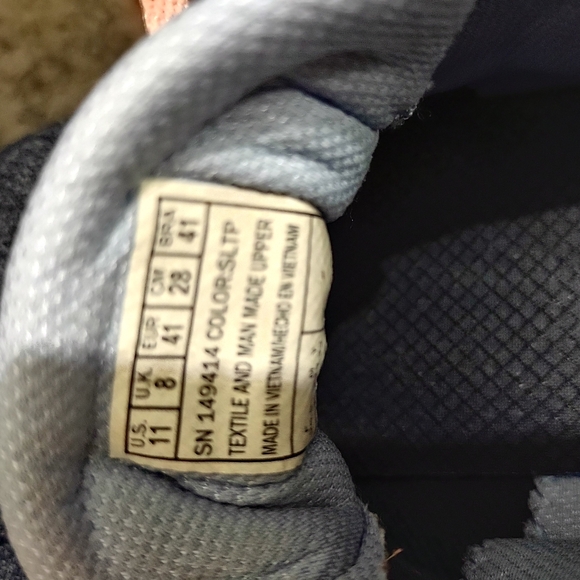 U.S. U.K. EUR CM BRA
11 8 41 28 41
SN 149414 COLOR:SLTP
TEXTILE AND MAN MADE UPPER
MADE IN VIETNAM/HECHO EN VIETNAM